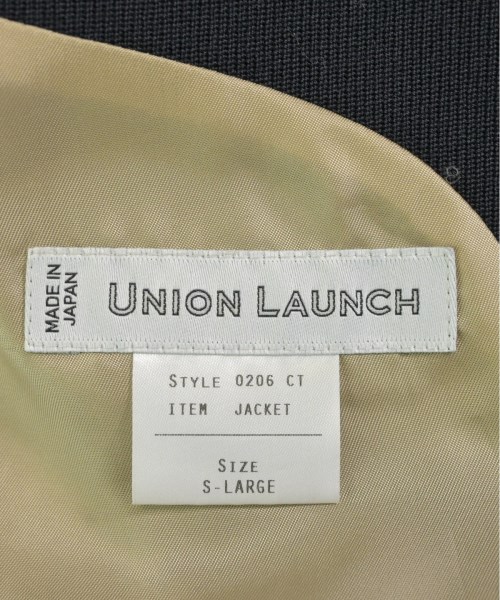 MADE IN
JAPAN
UNION LAUNCH
STYLE 0206 CT
ITEM JACKET
SIZE
S-LARGE